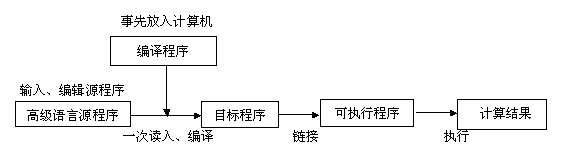 事先放入计算机
编译程序
输入、编辑源程序
高级语言源程序
目标程序
可执行程序
计算结果
一次读入、编译
链接
执行